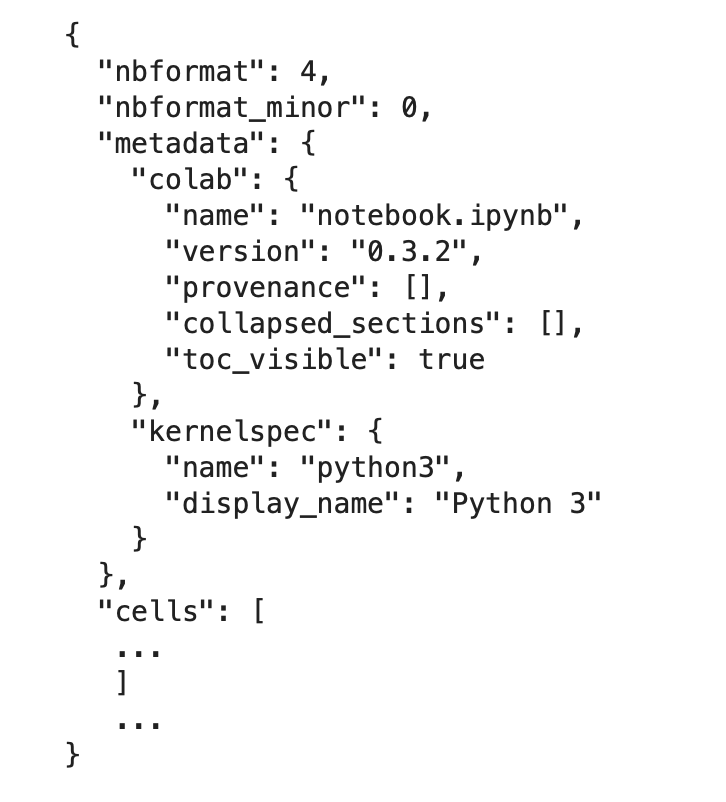 {
  "nbformat": 4,
  "nbformat_minor": 0,
  "metadata": {
    "colab": {
      "name": "notebook.ipynb",
      "version": "0.3.2",
      "provenance": [],
      "collapsed_sections": [],
      "toc_visible": true
    },
    "kernelspec": {
      "name": "python3",
      "display_name": "Python 3"
    }
  },
  "cells": [
   ...
   ]
   ...
}